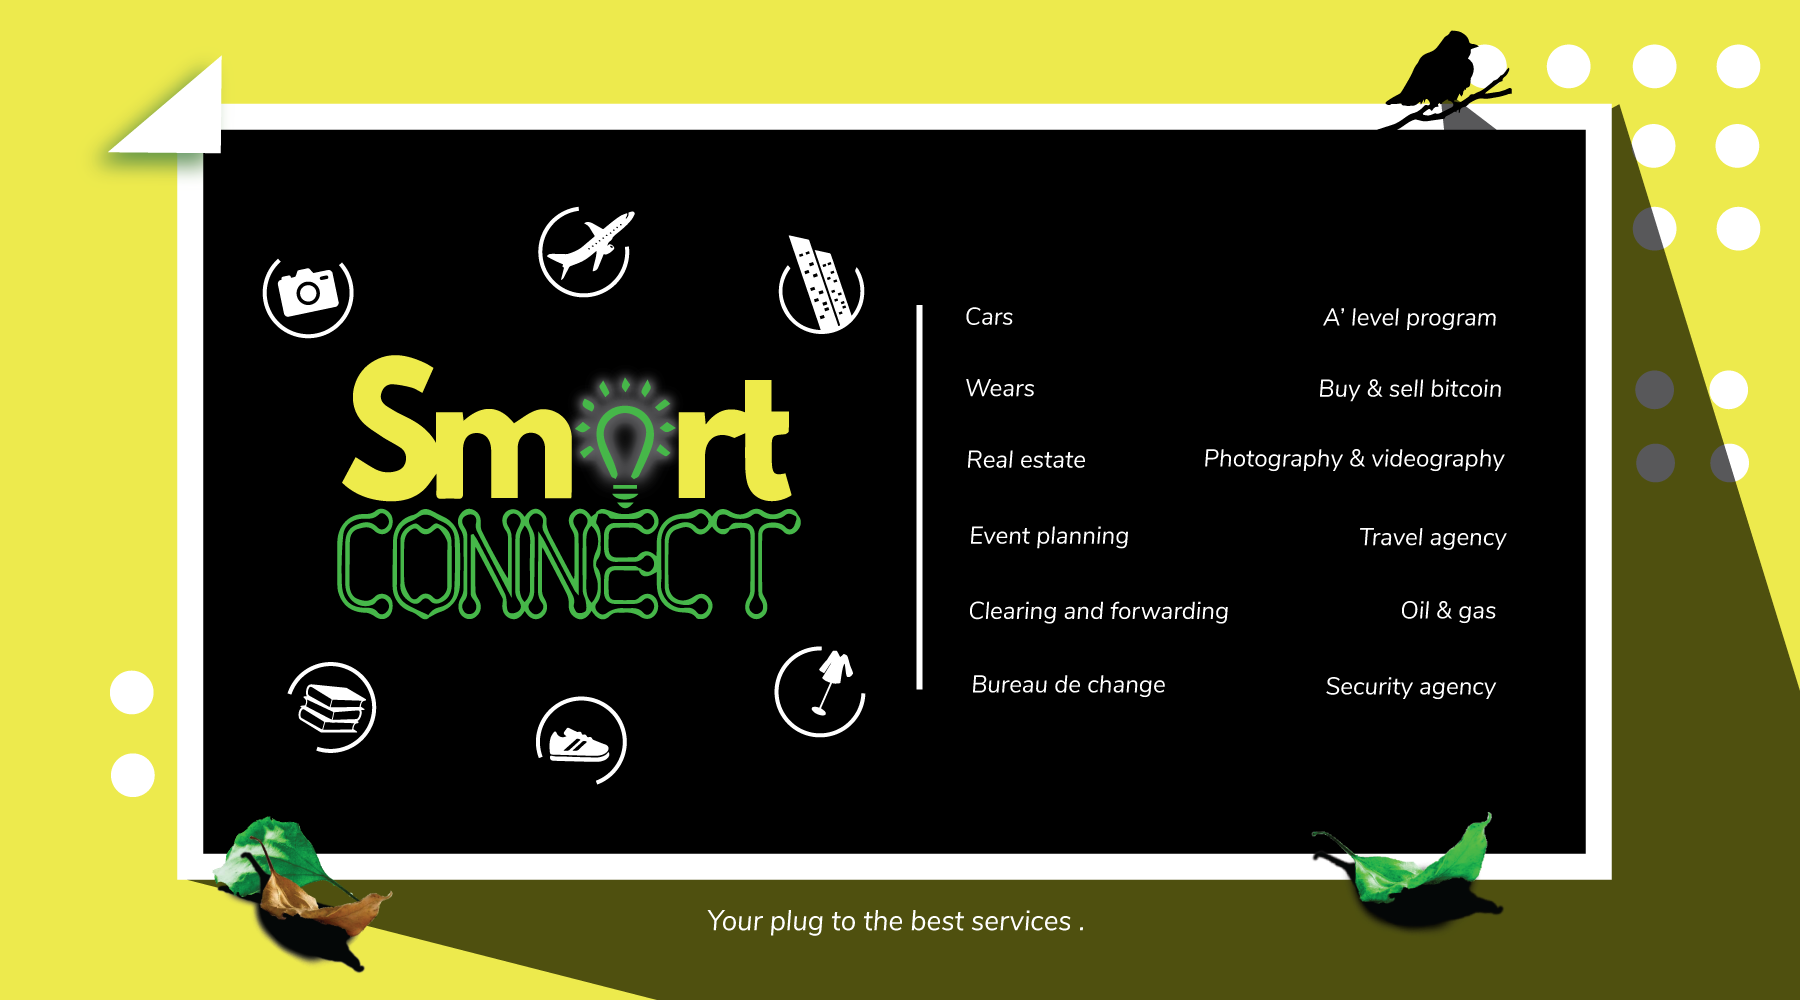 Smart
CONNECT
Cars
Wears
Real estate
Event planning
Clearing and forwarding
Bureau de change
A’ level program
Buy & sell bitcoin
Photography & videography
Travel agency
Oil & gas
Security agency
Your plug to the best services .